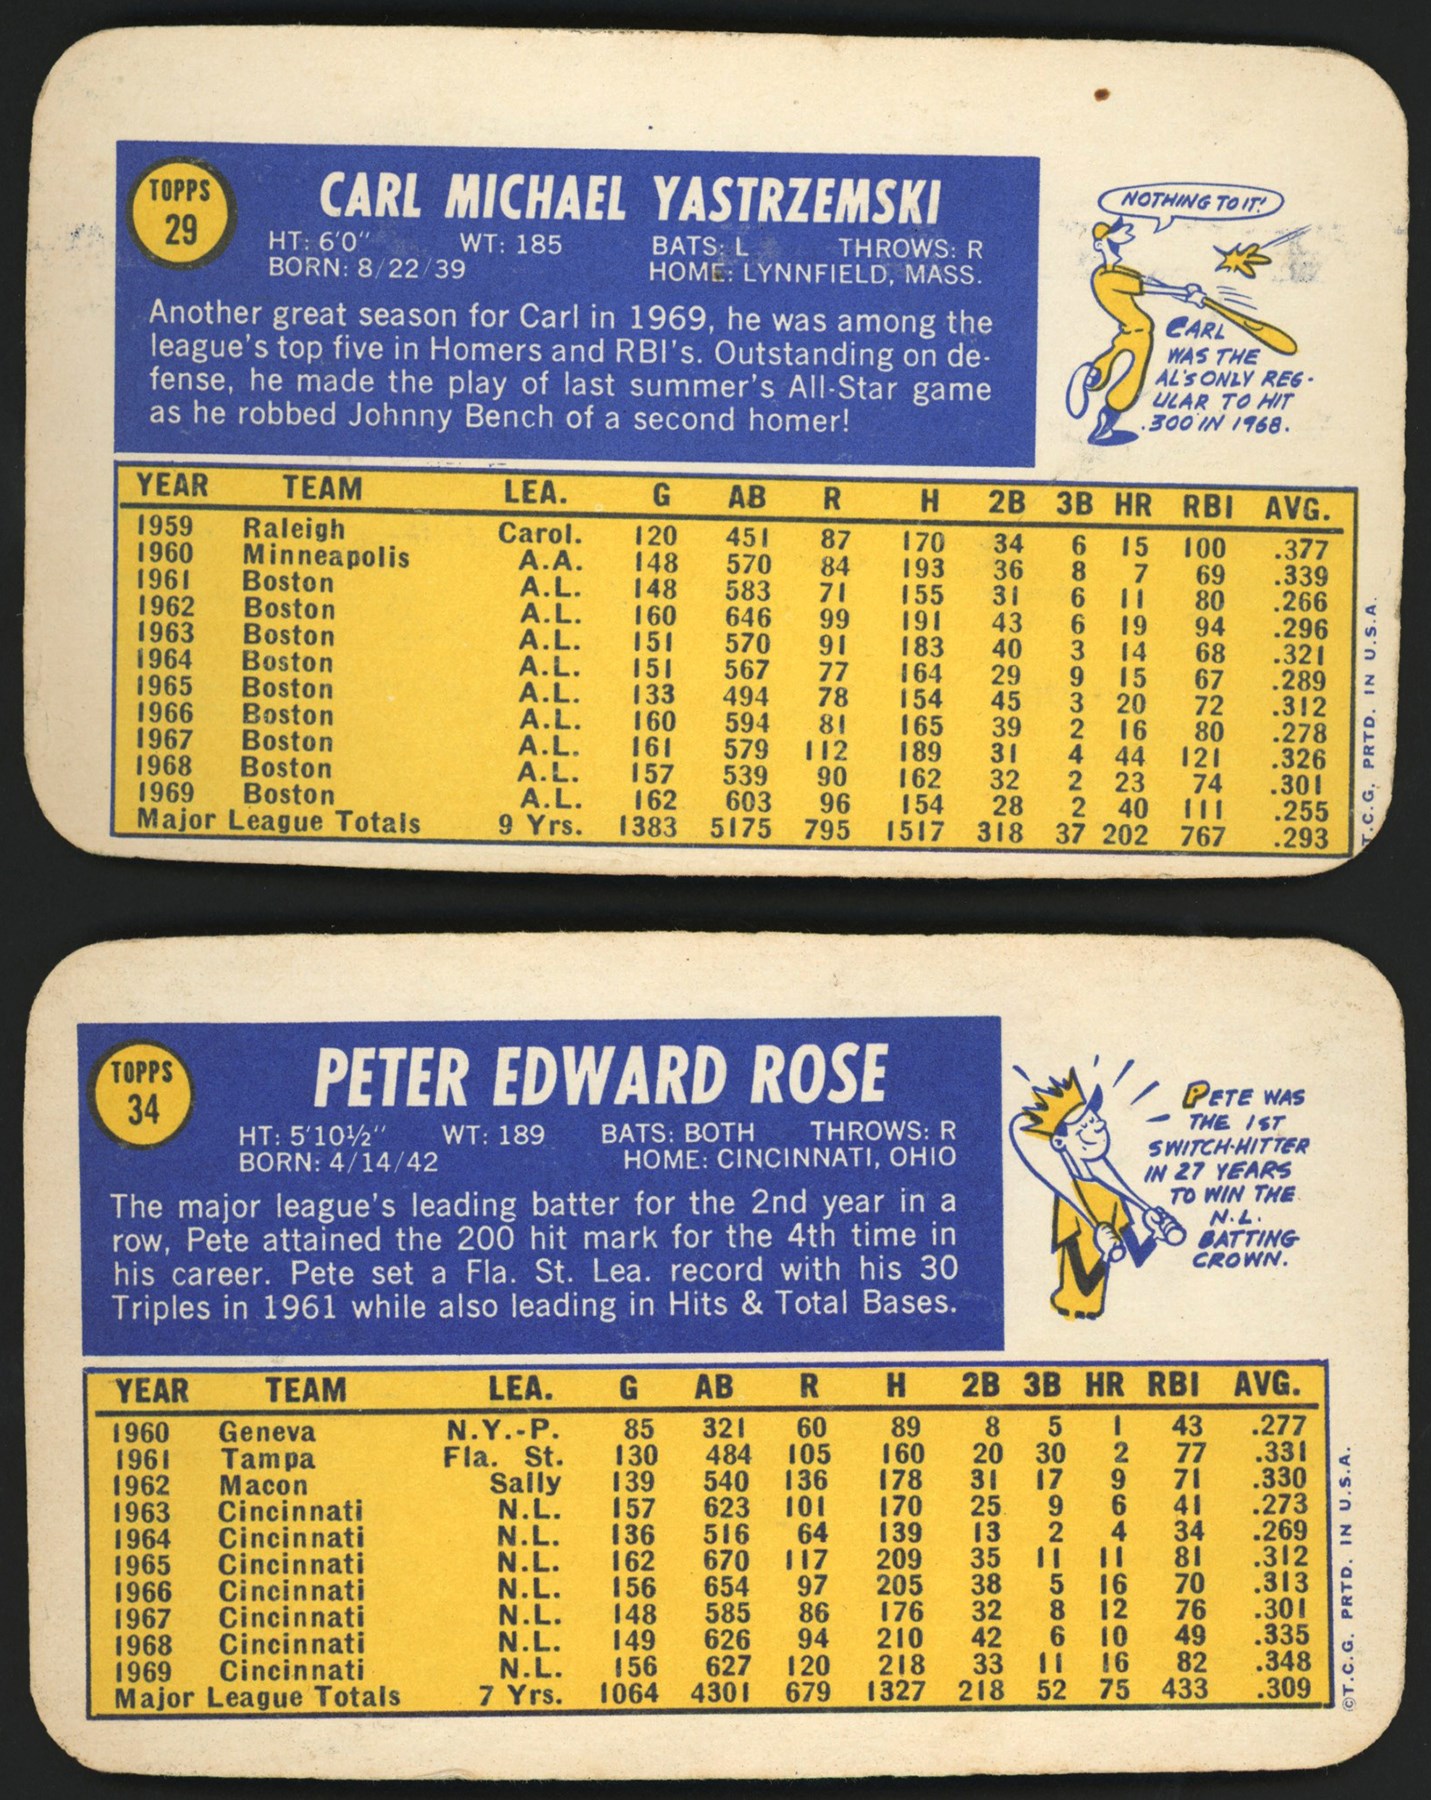 TOPPS
29
CARL MICHAEL YASTRZEMSKI
HT: 6'0" WT: 185 BATS: L THROWS: R
BORN: 8/22/39 HOME: LYNNFIELD, MASS.
Another great season for Carl in 1969, he was among the
league's top five in Homers and RBI's. Outstanding on de-
fense, he made the play of last summer's All-Star game
as he robbed Johnny Bench of a second homer!
NOTHING TO IT!
CARL
WAS THE
AL'S ONLY REG-
ULAR TO HIT
.300 IN 1968.
YEAR TEAM LEA. G AB R H 2B 3B HR RBI AVG.
1959 Raleigh Carol. 120 451 87 170 34 6 15 100 .377
1960 Minneapolis A.A. 148 570 84 193 36 8 7 69 .339
1961 Boston A.L. 148 583 71 155 31 6 11 80 .266
1962 Boston A.L. 160 646 99 191 43 6 19 94 .296
1963 Boston A.L. 151 570 91 183 40 3 14 68 .321
1964 Boston A.L. 151 567 77 164 29 9 15 67 .289
1965 Boston A.L. 133 494 78 154 45 3 20 72 .312
1966 Boston A.L. 160 594 81 165 39 2 16 80 .278
1967 Boston A.L. 161 579 112 189 31 4 44 121 .326
1968 Boston A.L. 157 539 90 162 32 2 23 74 .301
1969 Boston A.L. 162 603 96 154 28 2 40 111 .255
Major League Totals 9 Yrs. 1383 5175 795 1517 318 37 202 767 .293
T.C.G. PRTD. IN U.S.A.
TOPPS
34
PETER EDWARD ROSE
HT: 5'10½" WT: 189 BATS: BOTH THROWS: R
BORN: 4/14/42 HOME: CINCINNATI, OHIO
The major league's leading batter for the 2nd year in a
row, Pete attained the 200 hit mark for the 4th time in
his career. Pete set a Fla. St. Lea. record with his 30
Triples in 1961 while also leading in Hits & Total Bases.
PETE WAS
THE 1ST
SWITCH-HITTER
IN 27 YEARS
TO WIN THE
N.L.
BATTING
CROWN.
YEAR TEAM LEA. G AB R H 2B 3B HR RBI AVG.
1960 Geneva N.Y.-P. 85 321 60 89 8 5 1 43 .277
1961 Tampa Fla. St. 130 484 105 160 20 30 2 77 .331
1962 Macon Sally 139 540 136 178 31 17 9 71 .330
1963 Cincinnati N.L. 157 623 101 170 25 9 6 41 .273
1964 Cincinnati N.L. 136 516 64 139 13 2 4 34 .269
1965 Cincinnati N.L. 162 670 117 209 35 11 11 81 .312
1966 Cincinnati N.L. 156 654 97 205 38 5 16 70 .313
1967 Cincinnati N.L. 148 585 86 176 32 8 12 76 .301
1968 Cincinnati N.L. 149 626 94 210 42 6 10 49 .335
1969 Cincinnati N.L. 156 627 120 218 33 11 16 82 .348
Major League Totals 7 Yrs. 1064 4301 679 1327 218 52 75 433 .309
©T.C.G. PRTD. IN U.S.A.